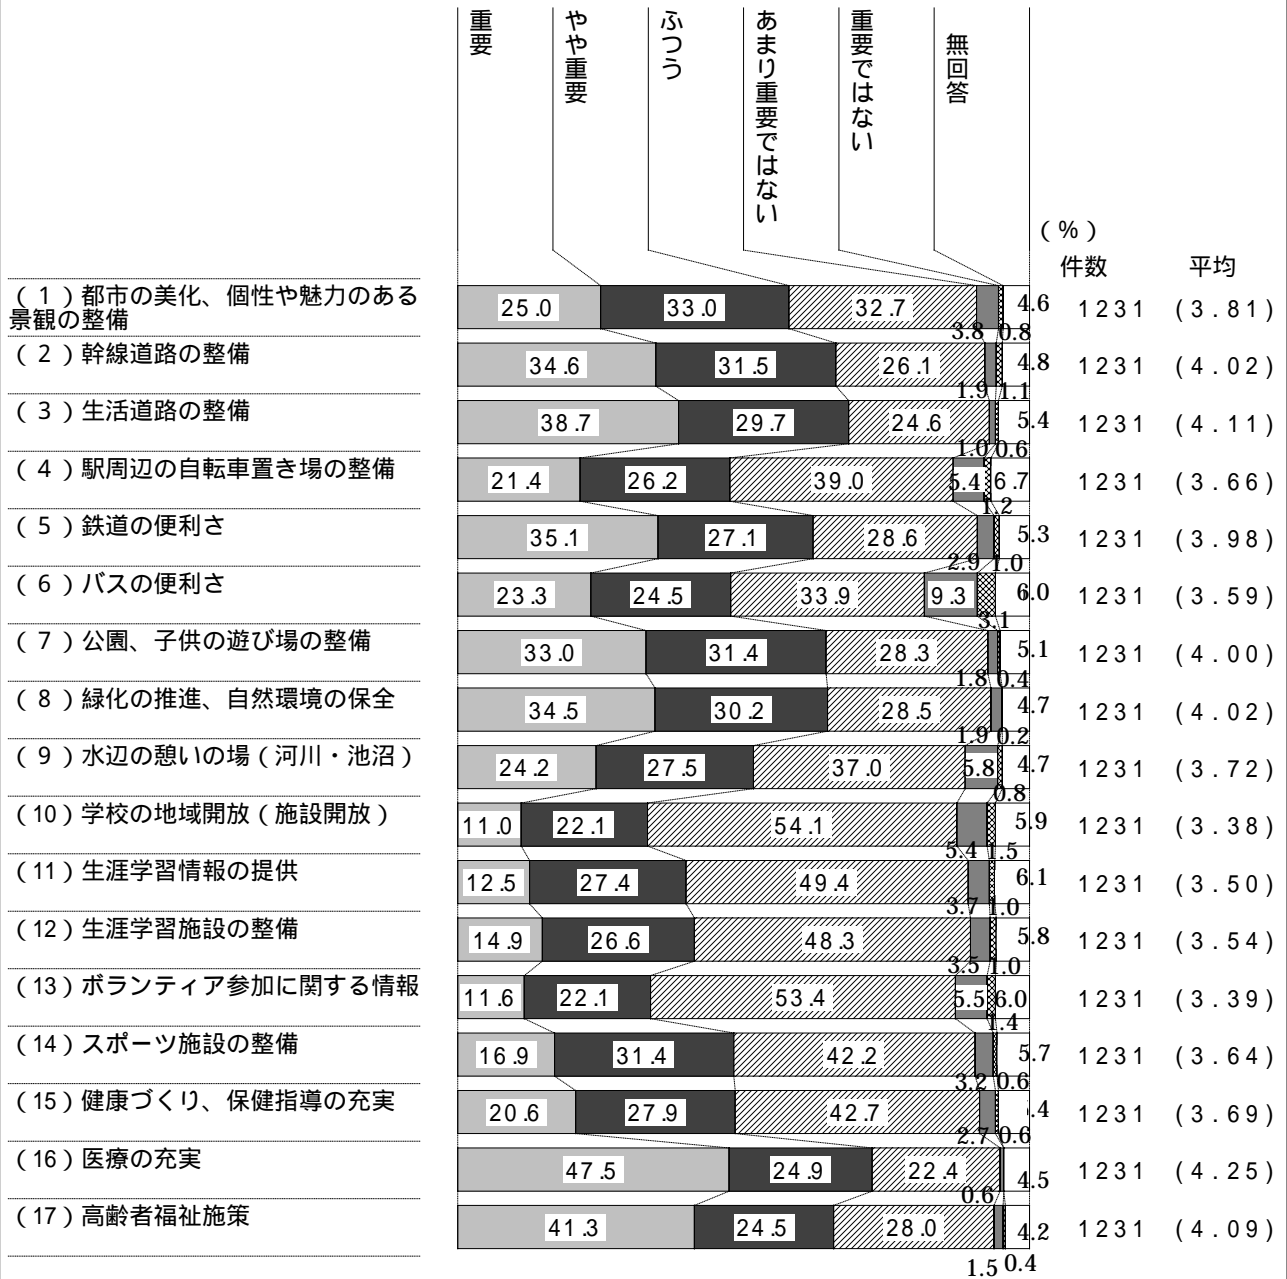 重要
やや重要
ふつう
あまり重要ではない
重要ではない
無回答
（％）
件数 平均
（１）都市の美化、個性や魅力のある
景観の整備
25.0 33.0 32.7 3.8 0.8 4.6 1231 (3.81)
（２）幹線道路の整備
34.6 31.5 26.1 1.9 1.1 4.8 1231 (4.02)
（３）生活道路の整備
38.7 29.7 24.6 1.0 0.6 5.4 1231 (4.11)
（４）駅周辺の自転車置き場の整備
21.4 26.2 39.0 5.4 1.2 6.7 1231 (3.66)
（５）鉄道の便利さ
35.1 27.1 28.6 2.9 1.0 5.3 1231 (3.98)
（６）バスの便利さ
23.3 24.5 33.9 9.3 3.1 6.0 1231 (3.59)
（７）公園、子供の遊び場の整備
33.0 31.4 28.3 1.8 0.4 5.1 1231 (4.00)
（８）緑化の推進、自然環境の保全
34.5 30.2 28.5 1.9 0.2 4.7 1231 (4.02)
（９）水辺の憩いの場（河川・池沼）
24.2 27.5 37.0 5.8 0.8 4.7 1231 (3.72)
（10）学校の地域開放（施設開放）
11.0 22.1 54.1 5.4 1.5 5.9 1231 (3.38)
（11）生涯学習情報の提供
12.5 27.4 49.4 3.7 1.0 6.1 1231 (3.50)
（12）生涯学習施設の整備
14.9 26.6 48.3 3.5 1.0 5.8 1231 (3.54)
（13）ボランティア参加に関する情報
11.6 22.1 53.4 5.5 1.4 6.0 1231 (3.39)
（14）スポーツ施設の整備
16.9 31.4 42.2 3.2 0.6 5.7 1231 (3.64)
（15）健康づくり、保健指導の充実
20.6 27.9 42.7 2.7 0.6 .4 1231 (3.69)
（16）医療の充実
47.5 24.9 22.4 0.6 4.5 1231 (4.25)
（17）高齢者福祉施策
41.3 24.5 28.0 1.5 0.4 4.2 1231 (4.09)